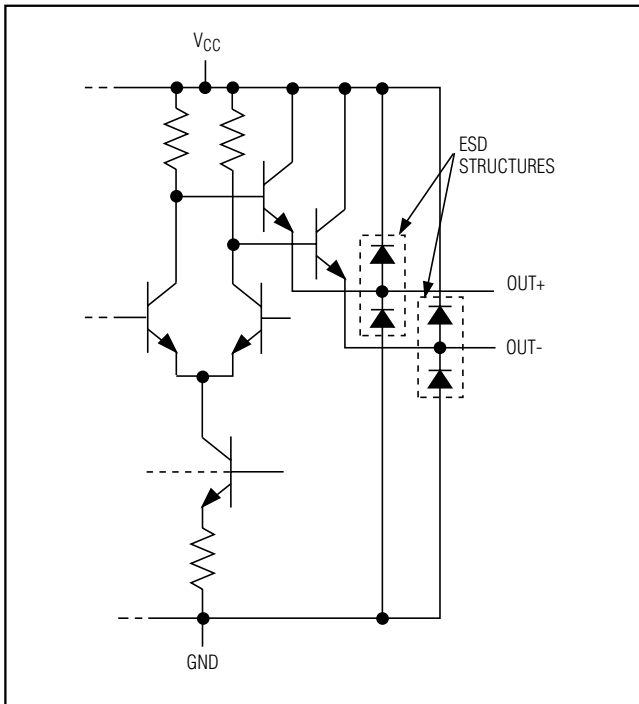 VCC
ESD
STRUCTURES
OUT+
OUT-
GND